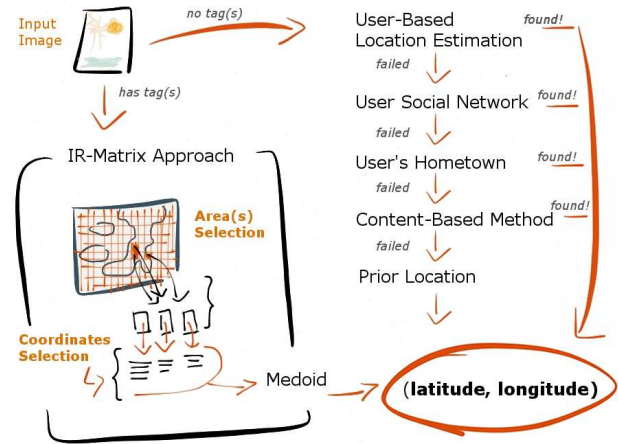 Input
Image
no tag(s)
has tag(s)
User-Based
Location Estimation
found!
failed
User Social Network
found!
failed
User's Hometown
found!
failed
Content-Based Method
found!
failed
Prior Location
IR-Matrix Approach
Area(s)
Selection
Coordinates
Selection
Medoid
(latitude, longitude)